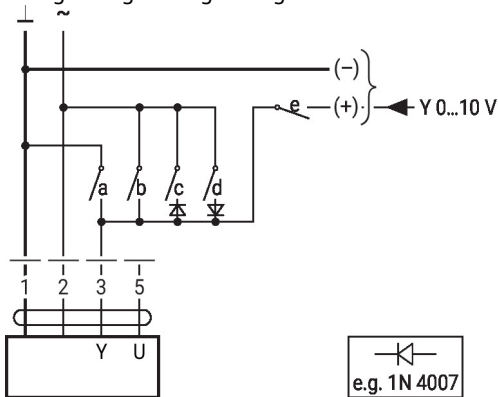 ⊥ ~
(–)
e (+) Y 0...10 V
a b c d
1 2 3 5
Y U
e.g. 1N 4007